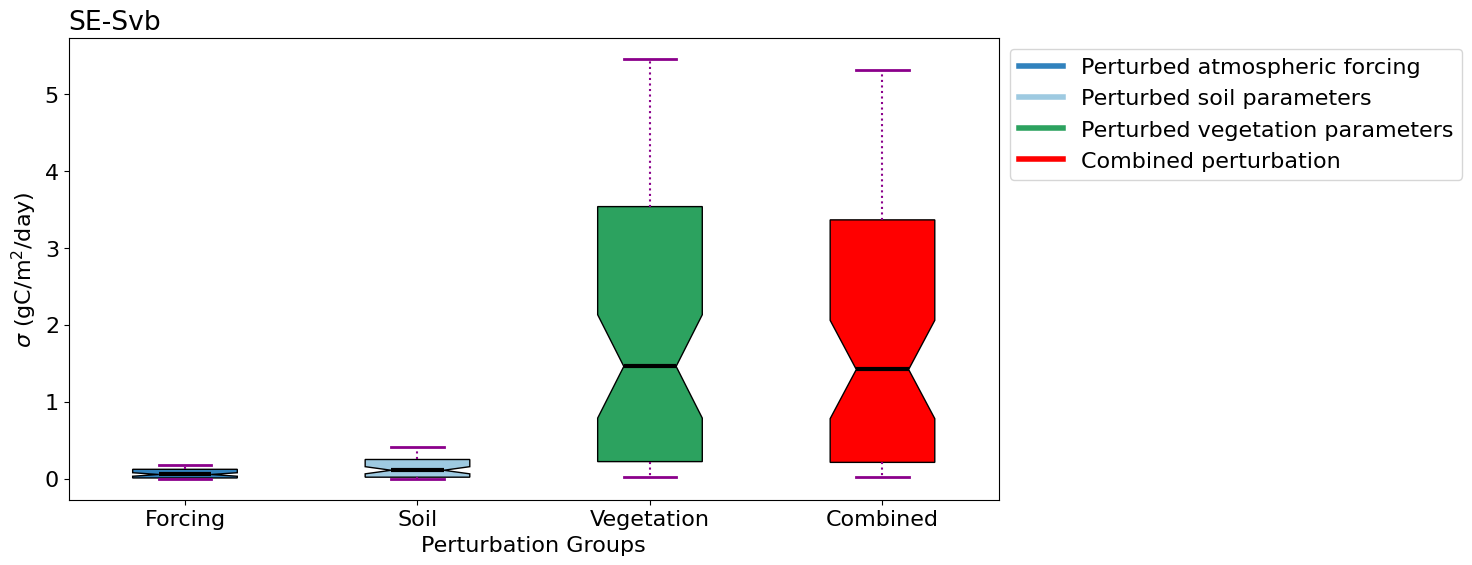 SE-Svb
5
4
3
2
1
0
σ (gC/m²/day)
Forcing Soil Vegetation Combined
Perturbation Groups
Perturbed atmospheric forcing
Perturbed soil parameters
Perturbed vegetation parameters
Combined perturbation